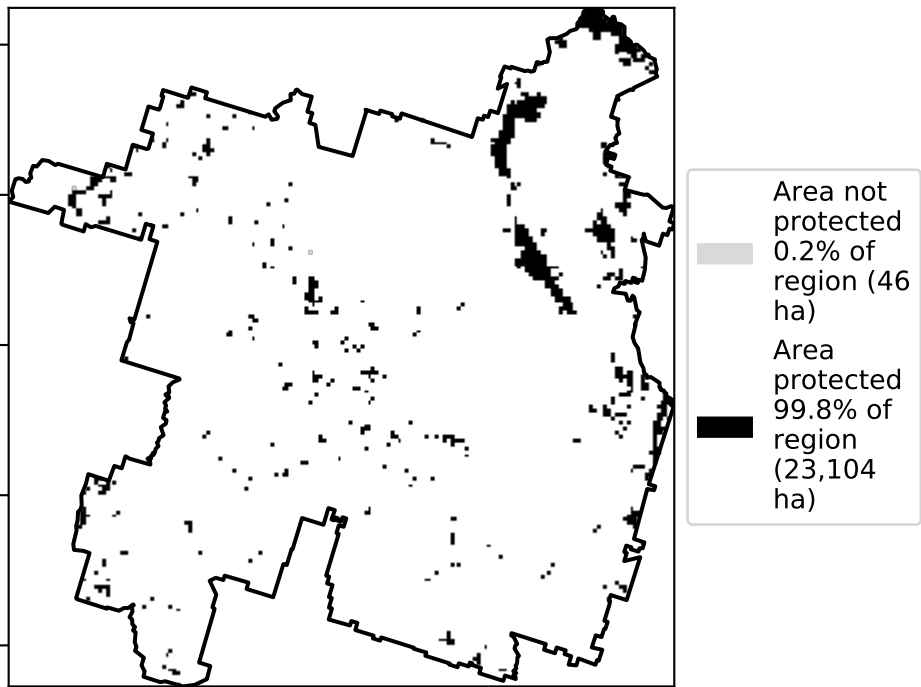 Area not
protected
0.2% of
region (46
ha)
Area
protected
99.8% of
region
(23,104
ha)